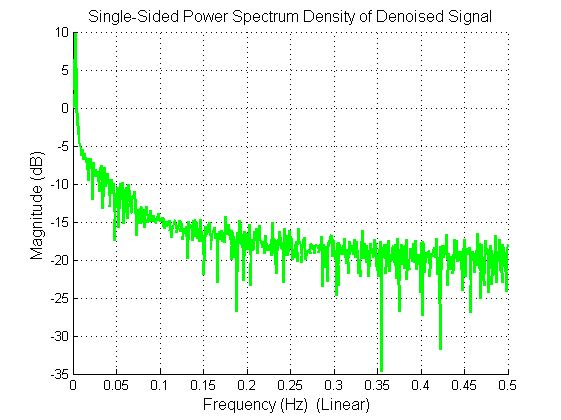 Single-Sided Power Spectrum Density of Denoised Signal
10
5
0
-5
-10
-15
-20
-25
-30
-35
Magnitude (dB)
0 0.05 0.1 0.15 0.2 0.25 0.3 0.35 0.4 0.45 0.5
Frequency (Hz) (Linear)